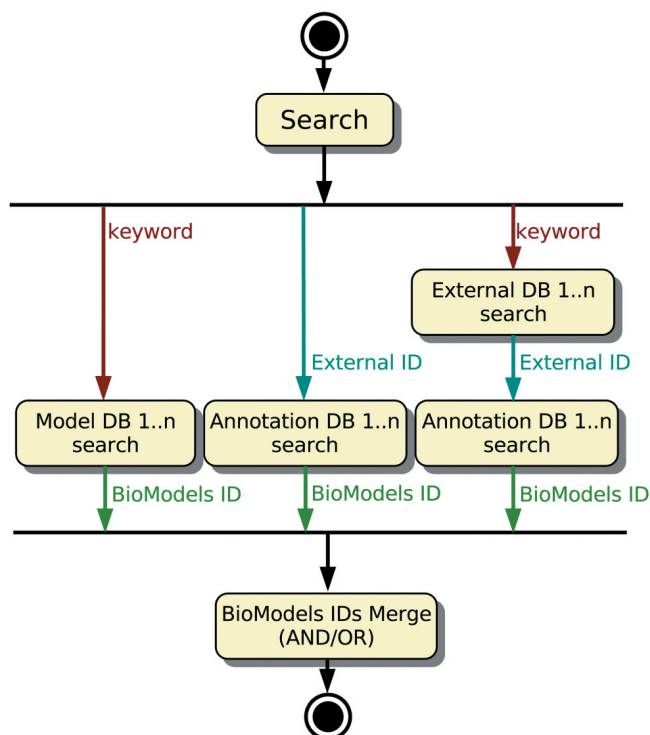 Search
keyword
keyword
External DB 1..n
search
External ID
External ID
Model DB 1..n
search
Annotation DB 1..n
search
Annotation DB 1..n
search
BioModels ID
BioModels ID
BioModels ID
BioModels IDs Merge
(AND/OR)